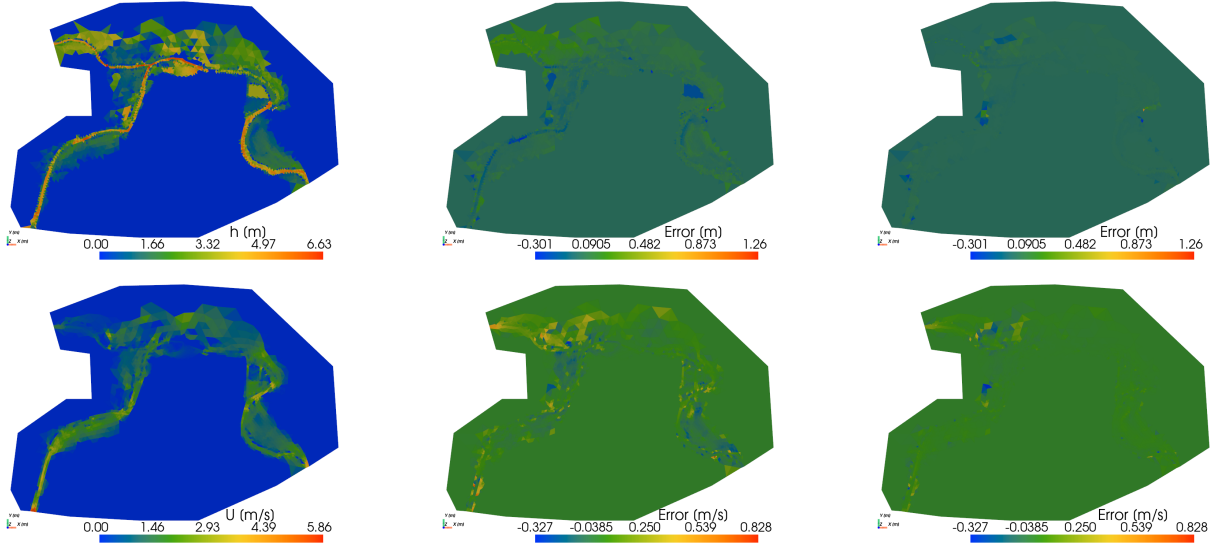 h (m)
0.00 1.66 3.32 4.97 6.63
Error (m)
-0.301 0.0905 0.482 0.873 1.26
Error (m)
-0.301 0.0905 0.482 0.873 1.26
U (m/s)
0.00 1.46 2.93 4.39 5.86
Error (m/s)
-0.327 -0.0385 0.250 0.539 0.828
Error (m/s)
-0.327 -0.0385 0.250 0.539 0.828